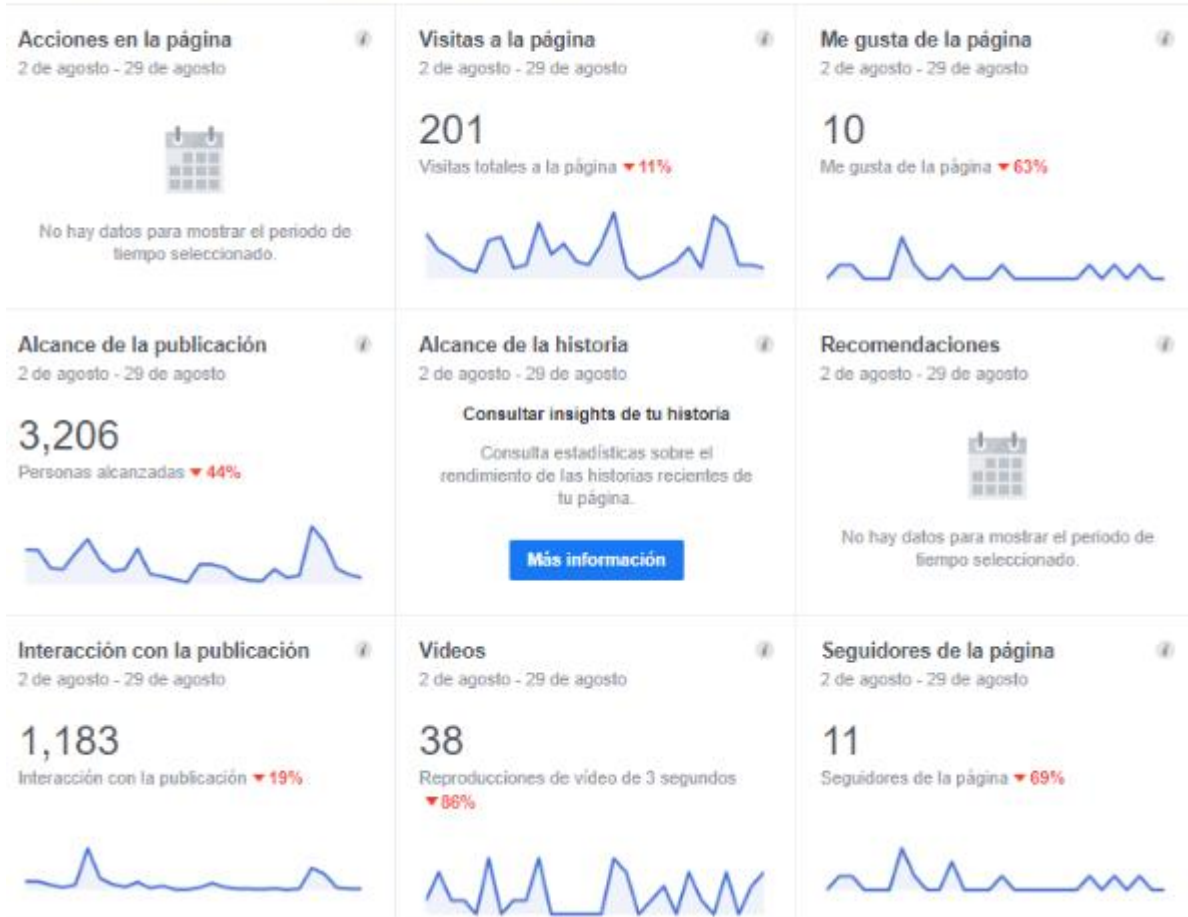 Acciones en la página
2 de agosto - 29 de agosto
No hay datos para mostrar el periodo de
tiempo seleccionado.
Visitas a la página
2 de agosto - 29 de agosto
201
Visitas totales a la página ▼11%
Me gusta de la página
2 de agosto - 29 de agosto
10
Me gusta de la página ▼63%
Alcance de la publicación
2 de agosto - 29 de agosto
3,206
Personas alcanzadas ▼44%
Alcance de la historia
2 de agosto - 29 de agosto
Consultar insights de tu historia
Consulta estadísticas sobre el
rendimiento de las historias recientes de
tu página.
Más información
Recomendaciones
2 de agosto - 29 de agosto
No hay datos para mostrar el periodo de
tiempo seleccionado.
Interacción con la publicación
2 de agosto - 29 de agosto
1,183
Interacción con la publicación ▼19%
Videos
2 de agosto - 29 de agosto
38
Reproducciones de vídeo de 3 segundos
▼86%
Seguidores de la página
2 de agosto - 29 de agosto
11
Seguidores de la página ▼69%